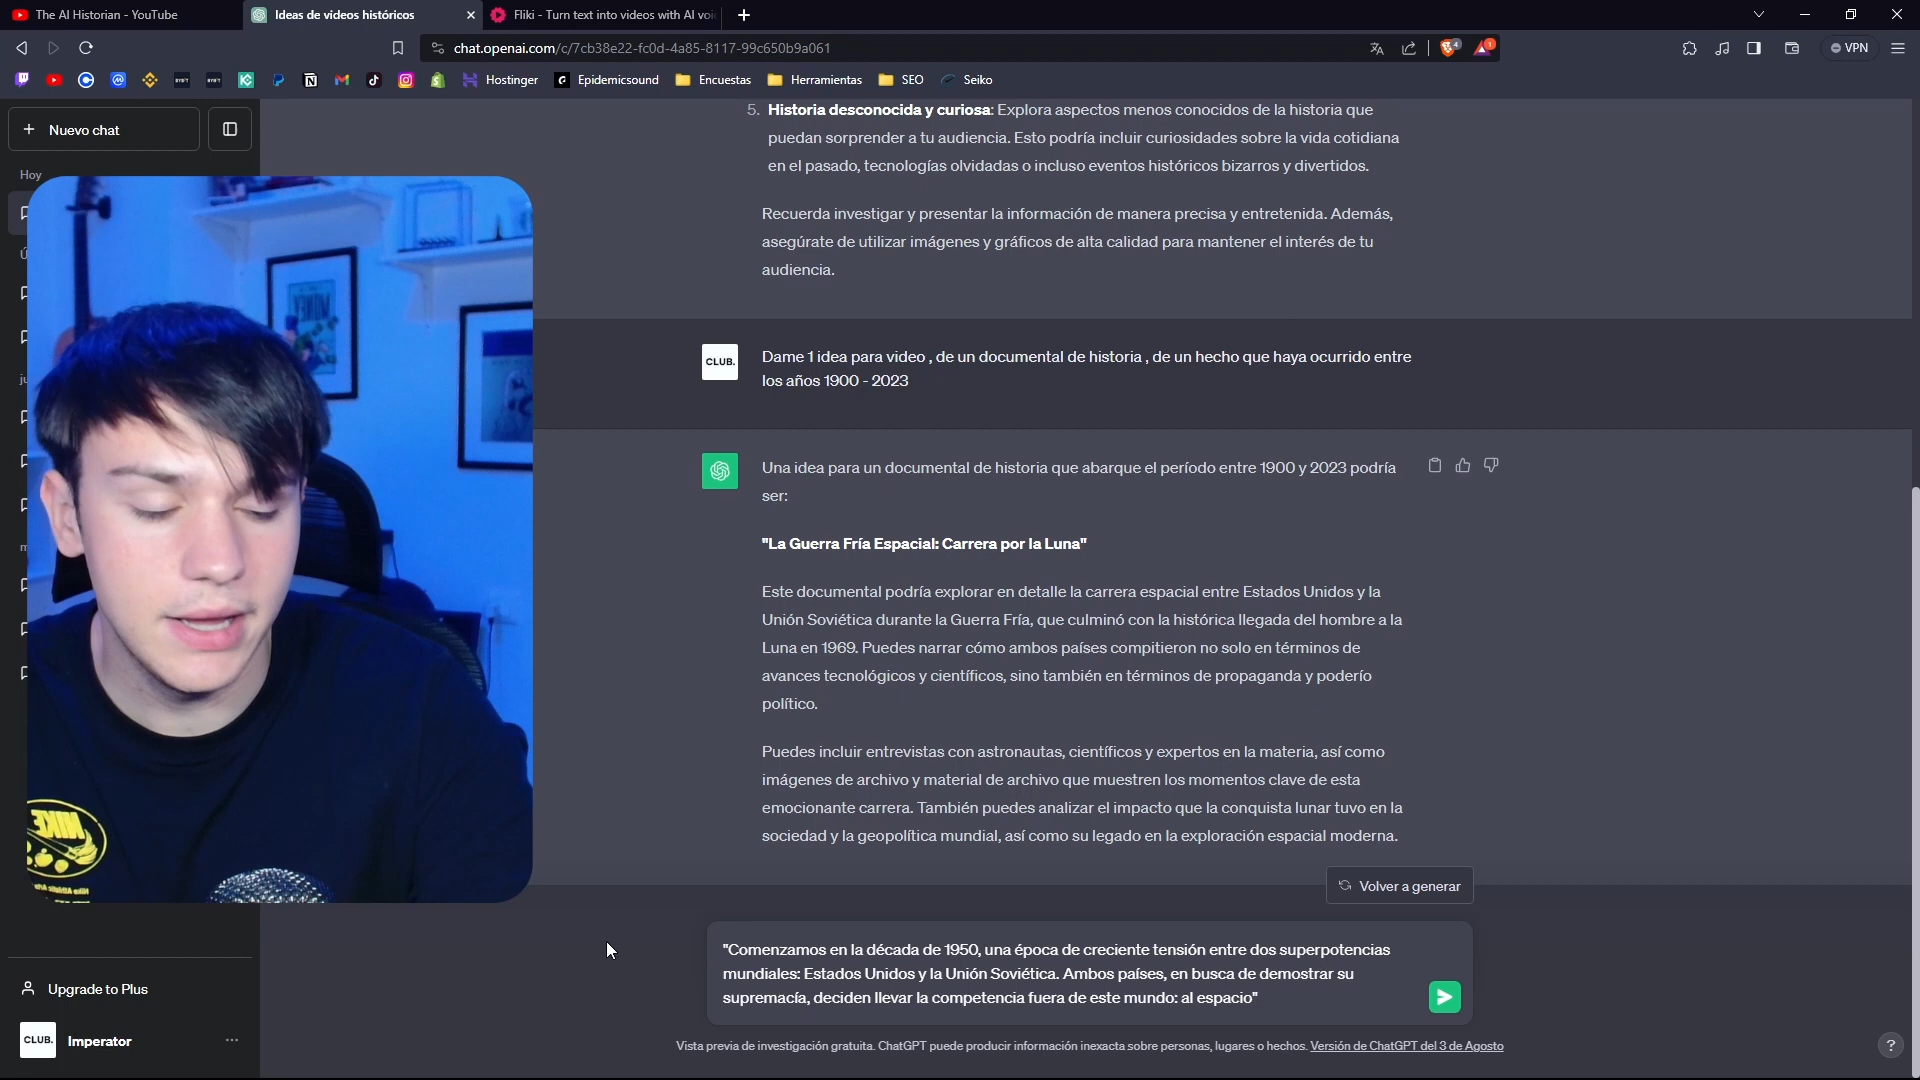 The AI Historian - YouTube
Ideas de videos históricos
Fliki - Turn text into videos with AI voi
chat.openai.com/c/7cb38e22-fc0d-4a85-8117-99c650b9a061
4
1
VPN
Hostinger
Epidemicsound
Encuestas
Herramientas
SEO
Seiko
Nuevo chat
Hoy
5. Historia desconocida y curiosa: Explora aspectos menos conocidos de la historia que
puedan sorprender a tu audiencia. Esto podría incluir curiosidades sobre la vida cotidiana
en el pasado, tecnologías olvidadas o incluso eventos históricos bizarros y divertidos.
Recuerda investigar y presentar la información de manera precisa y entretenida. Además,
asegúrate de utilizar imágenes y gráficos de alta calidad para mantener el interés de tu
audiencia.
CLUB.
Dame 1 idea para video , de un documental de historia , de un hecho que haya ocurrido entre
los años 1900 - 2023
Una idea para un documental de historia que abarque el período entre 1900 y 2023 podría
ser:
"La Guerra Fría Espacial: Carrera por la Luna"
Este documental podría explorar en detalle la carrera espacial entre Estados Unidos y la
Unión Soviética durante la Guerra Fría, que culminó con la histórica llegada del hombre a la
Luna en 1969. Puedes narrar cómo ambos países compitieron no solo en términos de
avances tecnológicos y científicos, sino también en términos de propaganda y poderío
político.
Puedes incluir entrevistas con astronautas, científicos y expertos en la materia, así como
imágenes de archivo y material de archivo que muestren los momentos clave de esta
emocionante carrera. También puedes analizar el impacto que la conquista lunar tuvo en la
sociedad y la geopolítica mundial, así como su legado en la exploración espacial moderna.
NIKE
Volver a generar
"Comenzamos en la década de 1950, una época de creciente tensión entre dos superpotencias
mundiales: Estados Unidos y la Unión Soviética. Ambos países, en busca de demostrar su
supremacía, deciden llevar la competencia fuera de este mundo: al espacio"
Upgrade to Plus
CLUB.
Imperator
Vista previa de investigación gratuita. ChatGPT puede producir información inexacta sobre personas, lugares o hechos. Versión de ChatGPT del 3 de Agosto
?